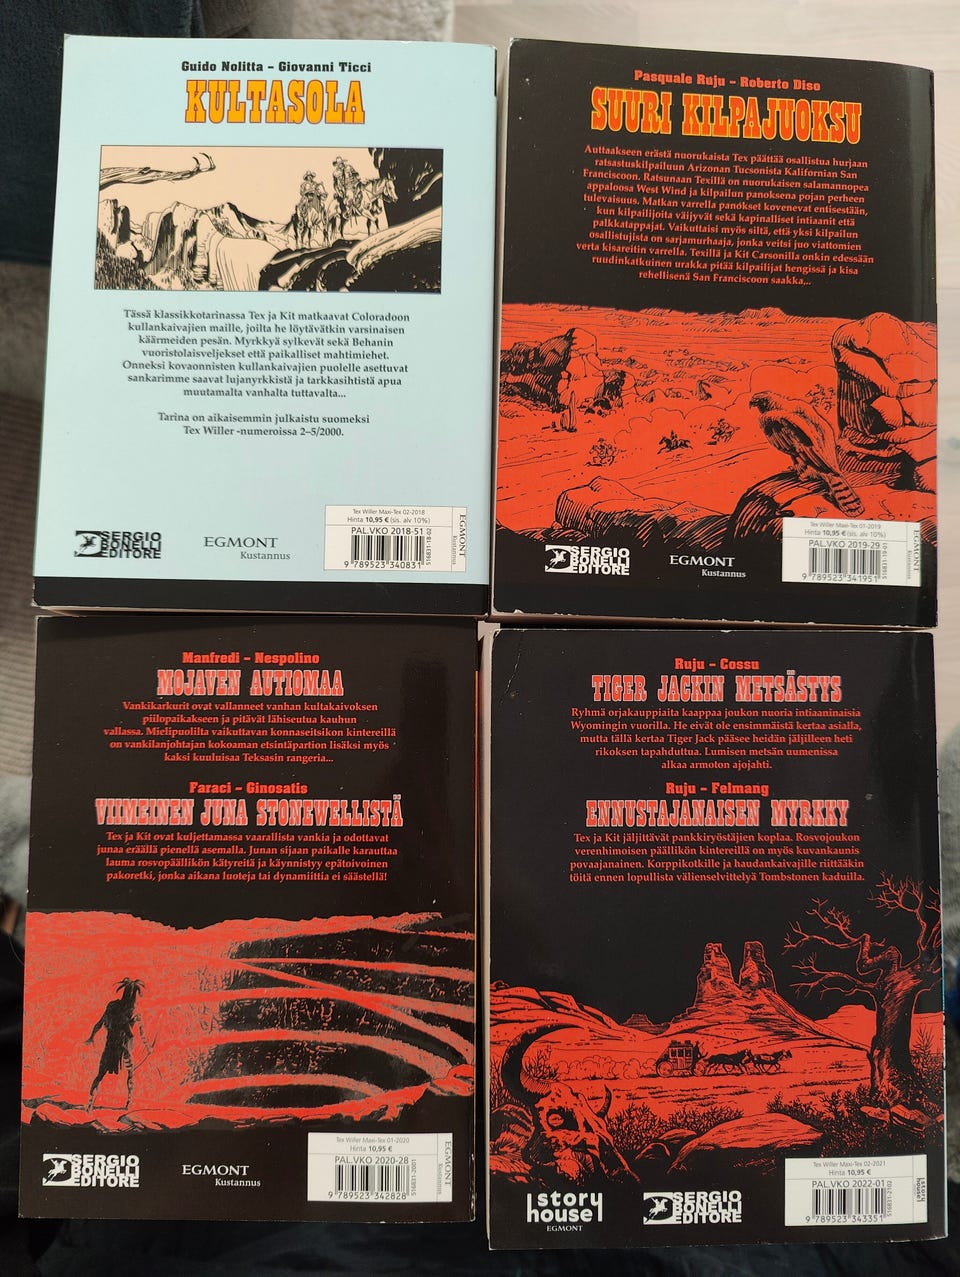 Guido Nolitta – Giovanni Ticci
KULTASOLA
Tässä klassikkotarinassa Tex ja Kit matkaavat Coloradoon
kullankaivajien maille, joilta he löytävätkin varsinaisen
käärmeiden pesän. Myrkkyä sylkevät sekä Behanin
vuoristolaisveljekset että paikalliset mahtimiehet.
Onneksi kovaonnisten kullankaivajien puolelle asettuvat
sankarimme saavat lujanyrkkistä ja tarkkasihtistä apua
muutamalta vanhalta tuttavalta...
Tarina on aikaisemmin julkaistu suomeksi
Tex Willer -numeroissa 2–5/2000.
SERGIO
BONELLI
EDITORE
EGMONT
Kustannus
Tex Willer Maxi-Tex 02-2018
Hinta 10,95 € (sis. alv 10%)
PAL.VKO 2018-51
9 789523 340831
516831-18-02
EGMONT
Kustannus
Pasquale Ruju – Roberto Diso
SUURI KILPAJUOKSU
Auttaakseen erästä nuorukaista Tex päättää osallistua hurjaan
ratsastuskilpailuun Arizonan Tucsonista Kalifornian San
Franciscoon. Ratsunaan Texillä on nuorukaisen salamannopea
appaloosa West Wind ja kilpailun panoksena pojan perheen
tulevaisuus. Matkan varrella panokset kovenevat entisestään,
kun kilpailijoita väijyvät sekä kapinalliset intiaanit että
palkkatappajat. Vaikuttaisi myös siltä, että yksi kilpailun
osallistujista on sarjamurhaaja, jonka veitsi juo viattomien
verta kisareitin varrella. Texillä ja Kit Carsonilla onkin edessään
ruudinkatkuinen urakka pitää kilpailijat hengissä ja kisa
rehellisenä San Franciscoon saakka,..
SERGIO
BONELLI
EDITORE
EGMONT
Kustannus
Tex Willer Maxi-Tex 01-2019
Hinta 10,95 € (sis. alv 10%)
PAL.VKO 2019-29
9 789523 341951
516831-19-01
EGMONT
Kustannus
Manfredi – Nespolino
MOJAVEN AUTIOMAA
Vankikarkurit ovat vallanneet vanhan kultakaivoksen
piilopaikakseen ja pitävät lähiseutua kauhun
vallassa. Mielipuolilta vaikuttavan konnaseitsikon kintereillä
on vankilanjohtajan kokoaman etsintäpartion lisäksi myös
kaksi kuuluisaa Teksasin rangeria...
Faraci – Ginosatis
VIIMEINEN JUNA STONEWELLISTÄ
Tex ja Kit ovat kuljettamassa vaarallista vankia ja odottavat
junaa eräällä pienellä asemalla. Junan sijaan paikalle karauttaa
lauma rosvopäällikön kätyreitä ja käynnistyy epätoivoinen
pakoretki, jonka aikana luoteja tai dynamiittia ei säästellä!
SERGIO
BONELLI
EDITORE
EGMONT
Kustannus
Tex Willer Maxi-Tex 01-2020
Hinta 10,95 €
PAL.VKO 2020-28
9 789523 342828
516831-2001
EGMONT
Kustannus
Ruju – Cossu
TIGER JACKIN METSÄSTYS
Ryhmä orjakauppiaita kaappaa joukon nuoria intiaaninaisia
Wyomingin vuorilla. He eivät ole ensimmäistä kertaa asialla,
mutta tällä kertaa Tiger Jack pääsee heidän jäljilleen heti
rikoksen tapahduttua. Lumisen metsän uumenissa
alkaa armoton ajojahti.
Ruju – Felmang
ENNUSTAJANAISEN MYRKKY
Tex ja Kit jäljittävät pankkiryöstäjien koplaa. Rosvojoukon
verenhimoisen päällikön kintereillä on myös kuvankaunis
povaajanainen. Korppikotkille ja haudankaivajille riittääkin
töitä ennen lopullista välienselvittelyä Tombstonen kaduilla.
story
house
EGMONT
SERGIO
BONELLI
EDITORE
Tex Willer Maxi-Tex 02-2021
Hinta 10,95 €
PAL.VKO 2022-01
9 789523 343351
516831-2102
story
house